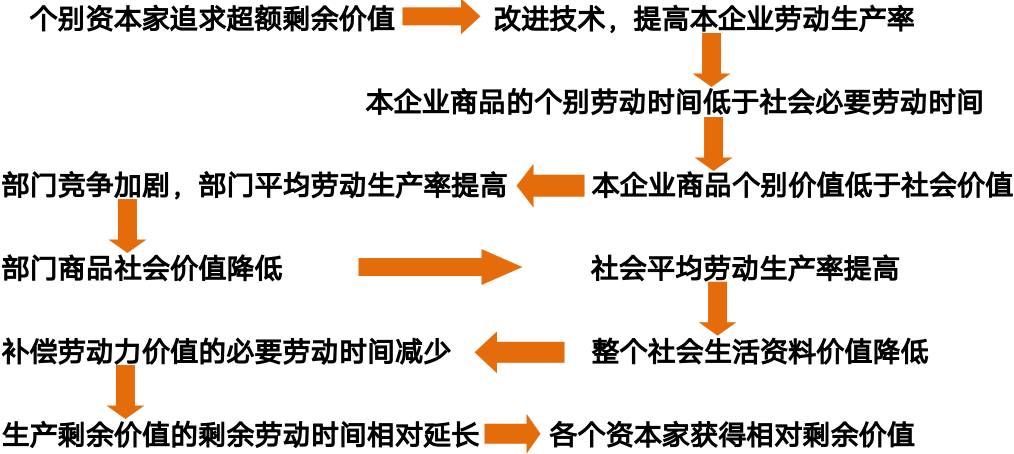 个别资本家追求超额剩余价值 改进技术，提高本企业劳动生产率
本企业商品的个别劳动时间低于社会必要劳动时间
部门竞争加剧，部门平均劳动生产率提高 本企业商品个别价值低于社会价值
部门商品社会价值降低 社会平均劳动生产率提高
补偿劳动力价值的必要劳动时间减少 整个社会生活资料价值降低
生产剩余价值的剩余劳动时间相对延长 各个资本家获得相对剩余价值